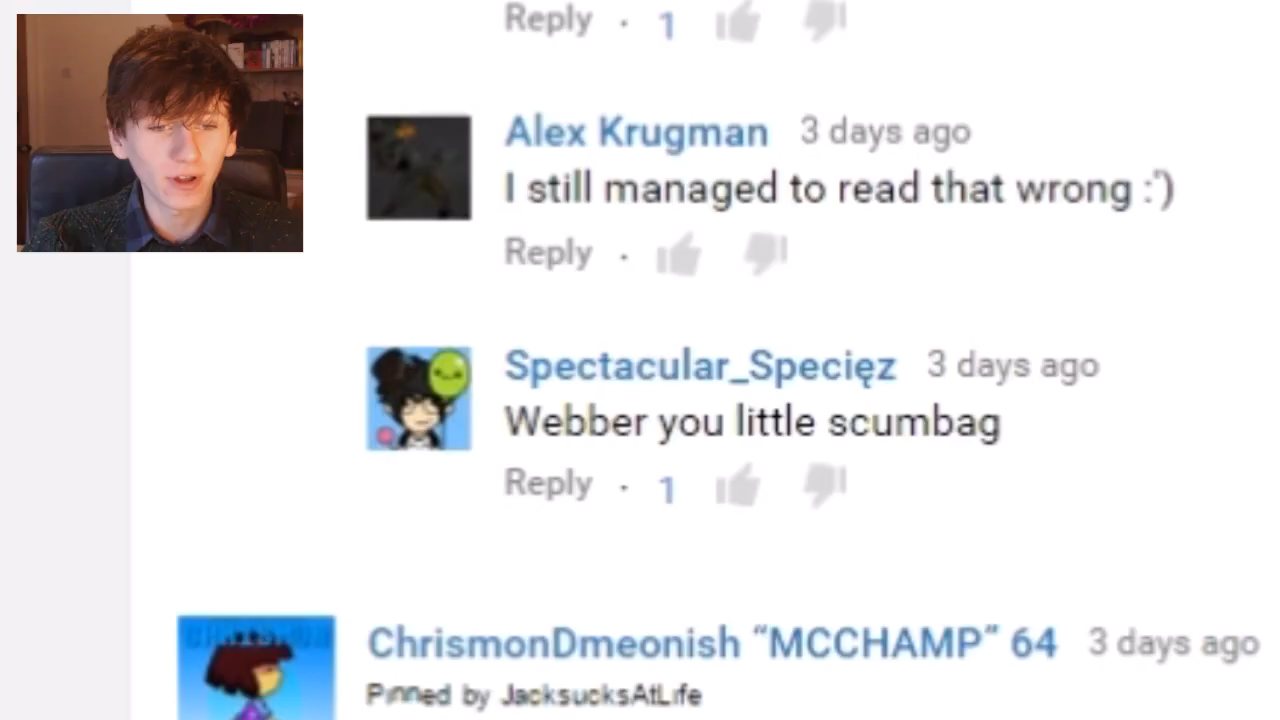 Reply · 1
Alex Krugman 3 days ago
I still managed to read that wrong :')
Reply ·
Spectacular_Specięz 3 days ago
Webber you little scumbag
Reply · 1
ChrismonDmeonish “MCCHAMP” 64 3 days ago
Pinned by JacksucksAtLife